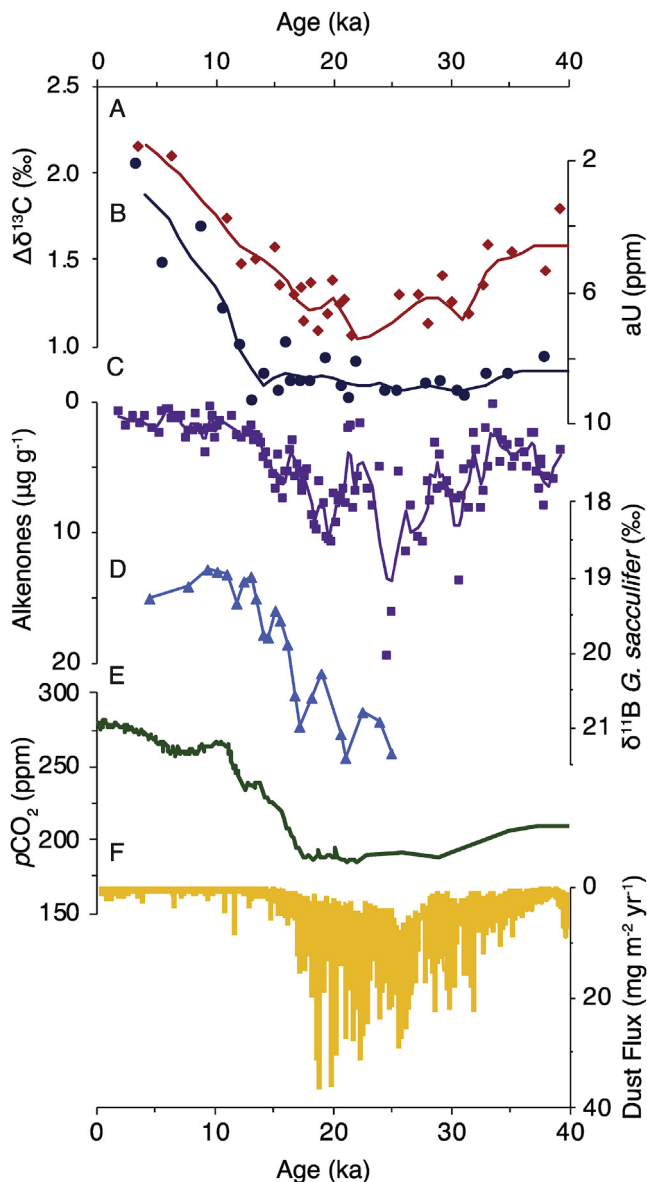 Age (ka)
0 10 20 30 40
2.5
A
2.0
2
Δδ¹³C (‰)
B
1.5
aU (ppm)
6
1.0
C
0
10
Alkenones (µg g⁻¹)
18
10
D
19
δ¹¹B G. sacculifer (‰)
20
20
E
300
21
250
pCO₂ (ppm)
200
F
150
0
Dust Flux (mg m⁻² yr⁻¹)
20
40
0 10 20 30 40
Age (ka)